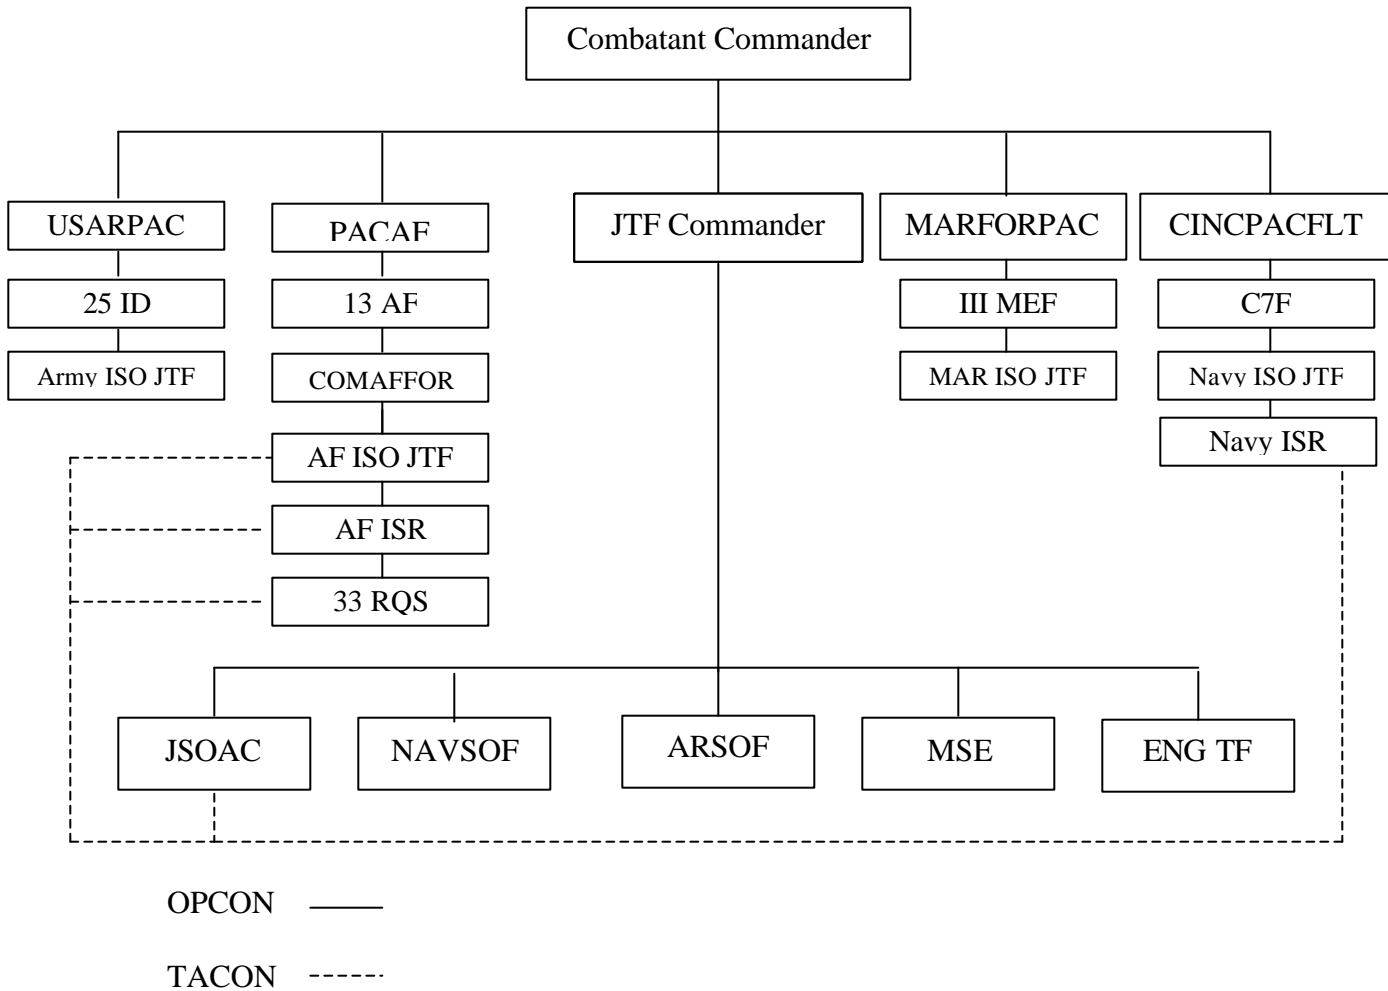 Combatant Commander
USARPAC
PACAF
JTF Commander
MARFORPAC
CINCPACFLT
25 ID
13 AF
III MEF
C7F
Army ISO JTF
COMAFFOR
MAR ISO JTF
Navy ISO JTF
AF ISO JTF
Navy ISR
AF ISR
33 RQS
JSOAC
NAVSOF
ARSOF
MSE
ENG TF
OPCON
TACON